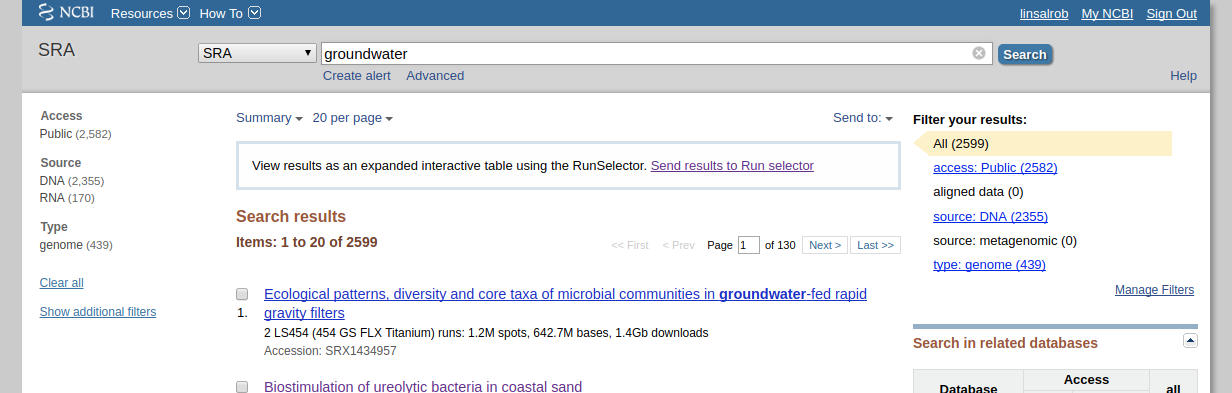 NCBI Resources How To linsalrob My NCBI Sign Out
SRA SRA groundwater Search
Create alert Advanced Help
Access
Public (2,582)
Source
DNA (2,355)
RNA (170)
Type
genome (439)
Clear all
Show additional filters
Summary 20 per page Send to:
View results as an expanded interactive table using the RunSelector. Send results to Run selector
Search results
Items: 1 to 20 of 2599
<< First < Prev Page 1 of 130 Next > Last >>
Ecological patterns, diversity and core taxa of microbial communities in groundwater-fed rapid
1. gravity filters
2 LS454 (454 GS FLX Titanium) runs: 1.2M spots, 642.7M bases, 1.4Gb downloads
Accession: SRX1434957
Biostimulation of ureolytic bacteria in coastal sand
Filter your results:
All (2599)
access: Public (2582)
aligned data (0)
source: DNA (2355)
source: metagenomic (0)
type: genome (439)
Manage Filters
Search in related databases
Database Access all